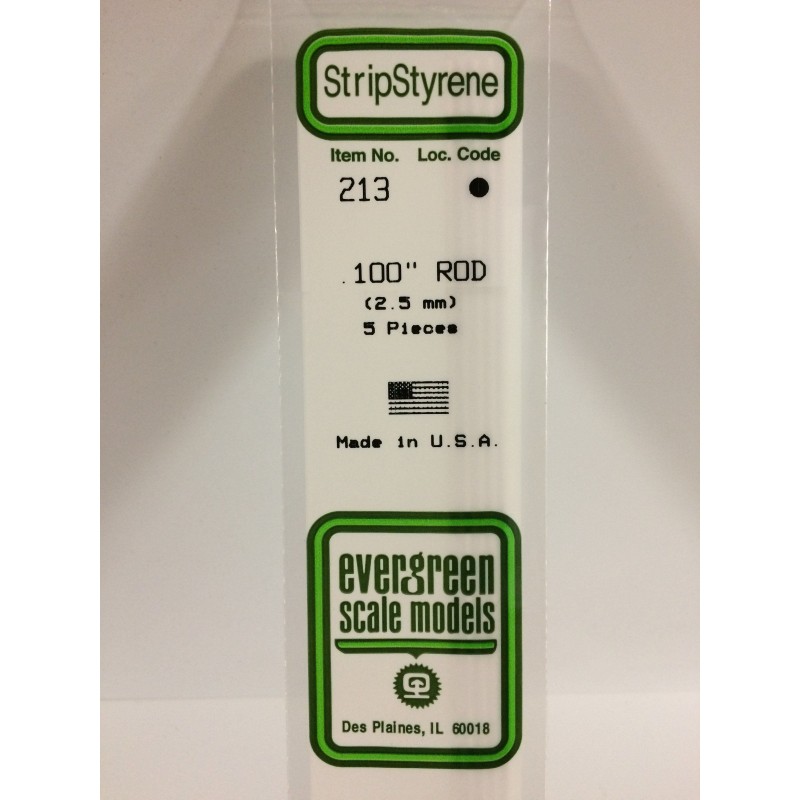 StripStyrene
Item No. Loc. Code
213 ●
.100" ROD
(2.5 mm)
5 Pieces
Made in U.S.A.
evergreen
scale models
Des Plaines, IL 60018